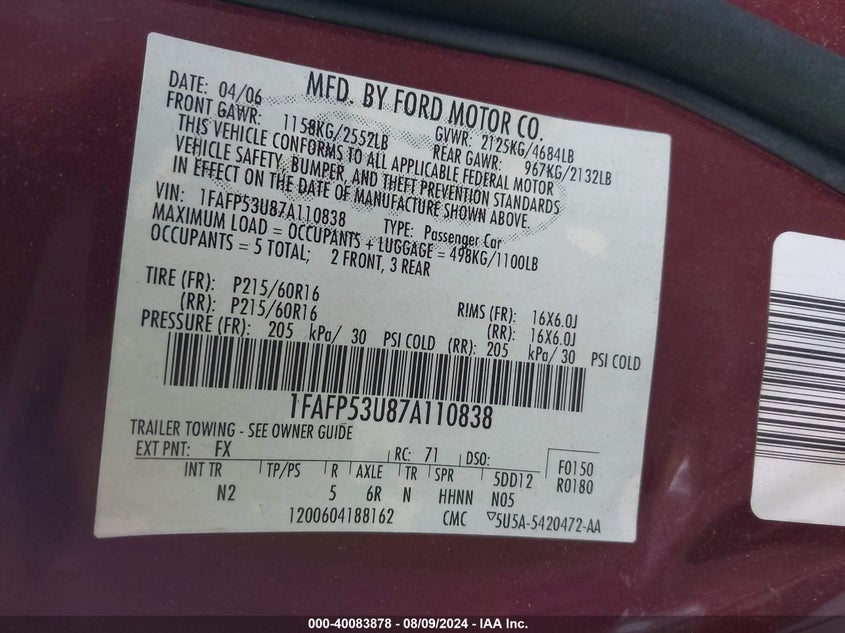 MFD. BY FORD MOTOR CO.
DATE: 04/06 GVWR: 2125KG/4684LB
FRONT GAWR: 1158KG/2552LB REAR GAWR: 967KG/2132LB
THIS VEHICLE CONFORMS TO ALL APPLICABLE FEDERAL MOTOR
VEHICLE SAFETY, BUMPER, AND THEFT PREVENTION STANDARDS
IN EFFECT ON THE DATE OF MANUFACTURE SHOWN ABOVE.
VIN: 1FAFP53U87A110838 TYPE: Passenger Car
MAXIMUM LOAD = OCCUPANTS + LUGGAGE = 498KG/1100LB
OCCUPANTS = 5 TOTAL; 2 FRONT, 3 REAR
TIRE (FR): P215/60R16 RIMS (FR): 16X6.0J
(RR): P215/60R16 (RR): 16X6.0J
PRESSURE (FR): 205 kPa/ 30 PSI COLD (RR): 205 kPa/ 30 PSI COLD
1FAFP53U87A110838
TRAILER TOWING - SEE OWNER GUIDE
EXT PNT: FX RC: 71 DSO: F0150
INT TR TP/PS R AXLE TR SPR 5DD12 R0180
N2 5 6R N HHNN N05
1200604188162 CMC ▽5U5A-5420472-AA
000-40083878 - 08/09/2024 - IAA Inc.